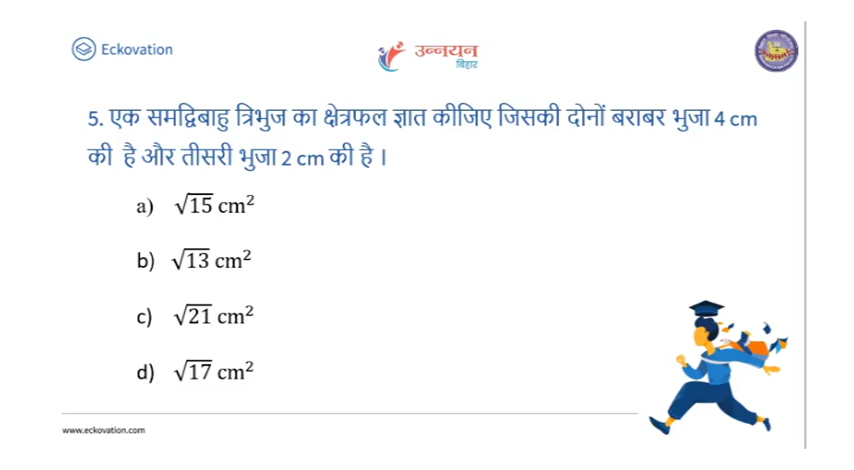 Eckovation
उन्नयन
बिहार
5. एक समद्विबाहु त्रिभुज का क्षेत्रफल ज्ञात कीजिए जिसकी दोनों बराबर भुजा 4 cm
की है और तीसरी भुजा 2 cm की है ।
a) √15 cm²
b) √13 cm²
c) √21 cm²
d) √17 cm²
www.eckovation.com